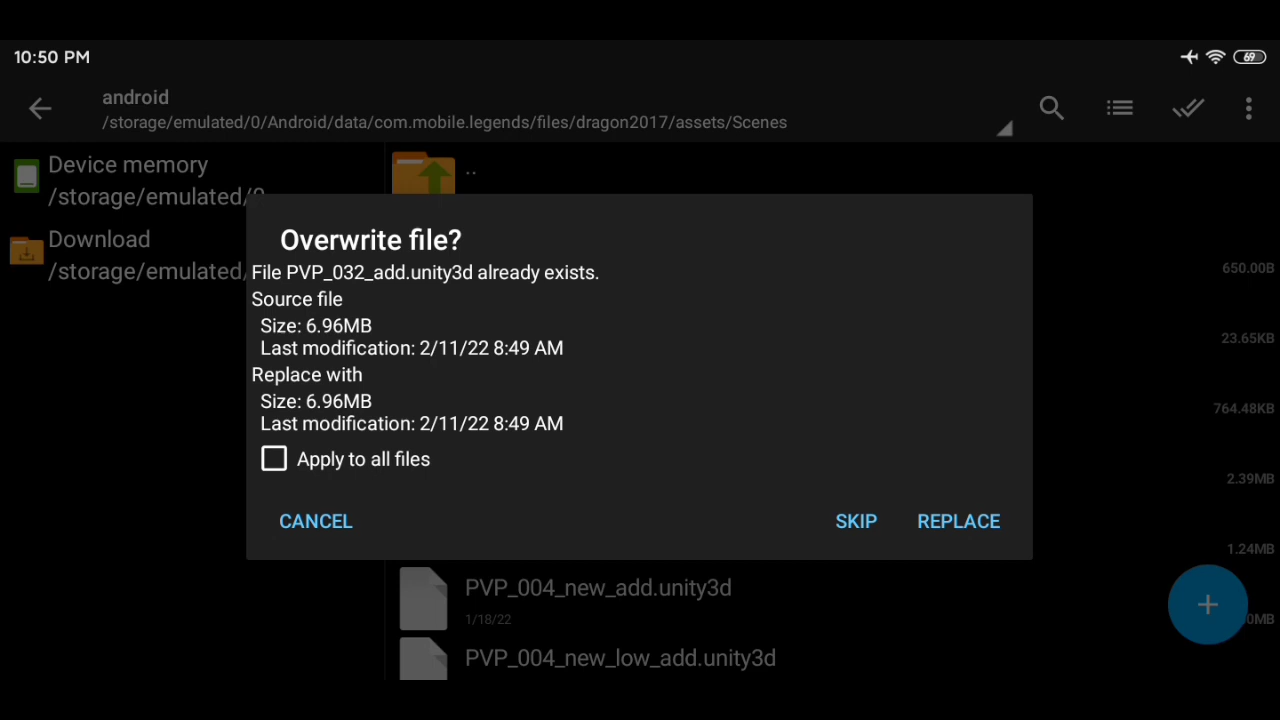 10:50 PM
69
android
/storage/emulated/0/Android/data/com.mobile.legends/files/dragon2017/assets/Scenes
Device memory
/storage/emulated/0
..
Download
/storage/emulated/
650.00B
23.65KB
764.48KB
2.39MB
1.24MB
0MB
Overwrite file?
File PVP_032_add.unity3d already exists.
Source file
Size: 6.96MB
Last modification: 2/11/22 8:49 AM
Replace with
Size: 6.96MB
Last modification: 2/11/22 8:49 AM
Apply to all files
CANCEL
SKIP
REPLACE
PVP_004_new_add.unity3d
1/18/22
PVP_004_new_low_add.unity3d